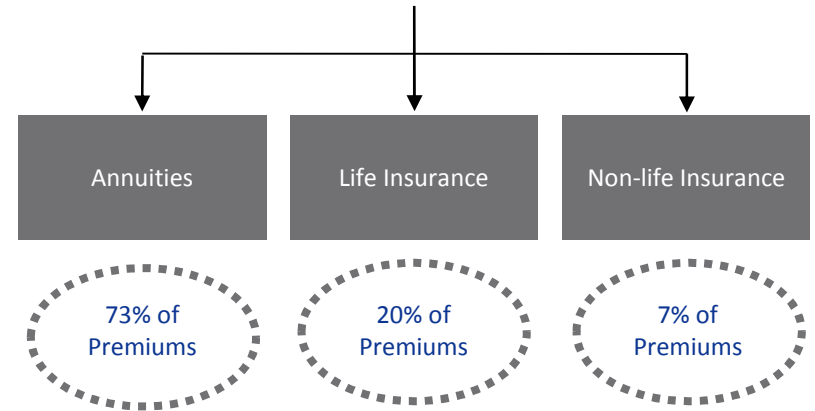 Annuities
Life Insurance
Non-life Insurance
73% of
Premiums
20% of
Premiums
7% of
Premiums